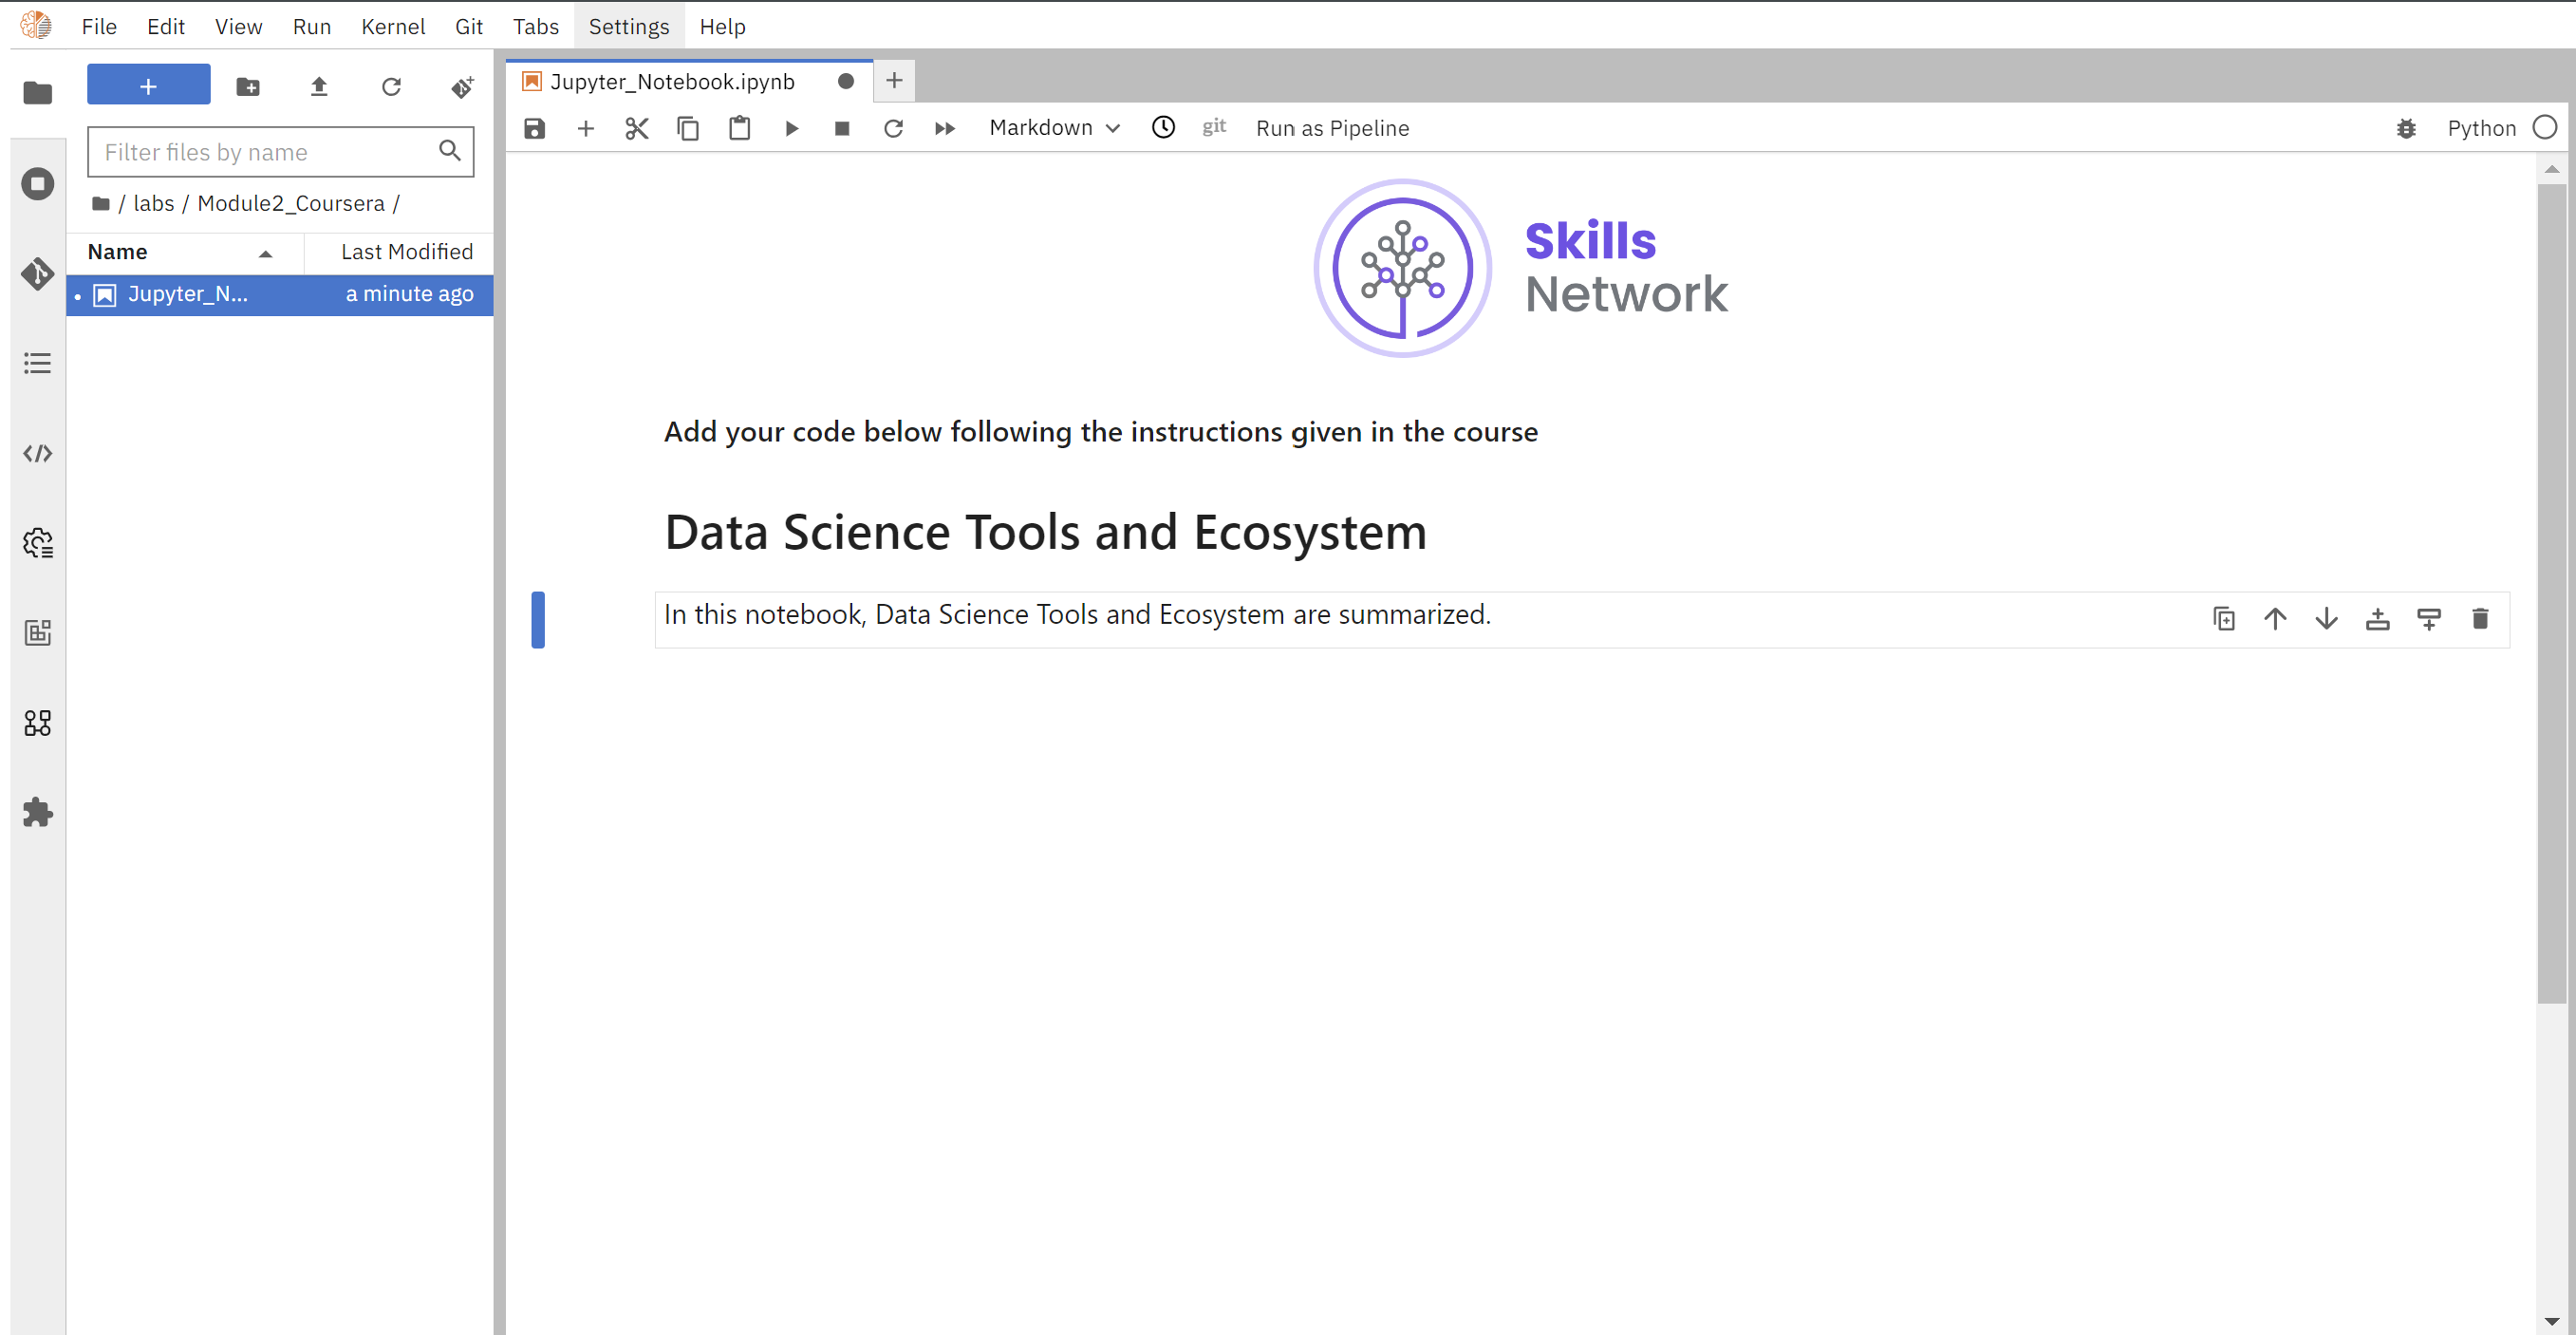 File Edit View Run Kernel Git Tabs Settings Help
Jupyter_Notebook.ipynb
Markdown git Run as Pipeline Python
Filter files by name
/ labs / Module2_Coursera /
Name Last Modified
Jupyter_N... a minute ago
Skills
Network
Add your code below following the instructions given in the course
Data Science Tools and Ecosystem
In this notebook, Data Science Tools and Ecosystem are summarized.